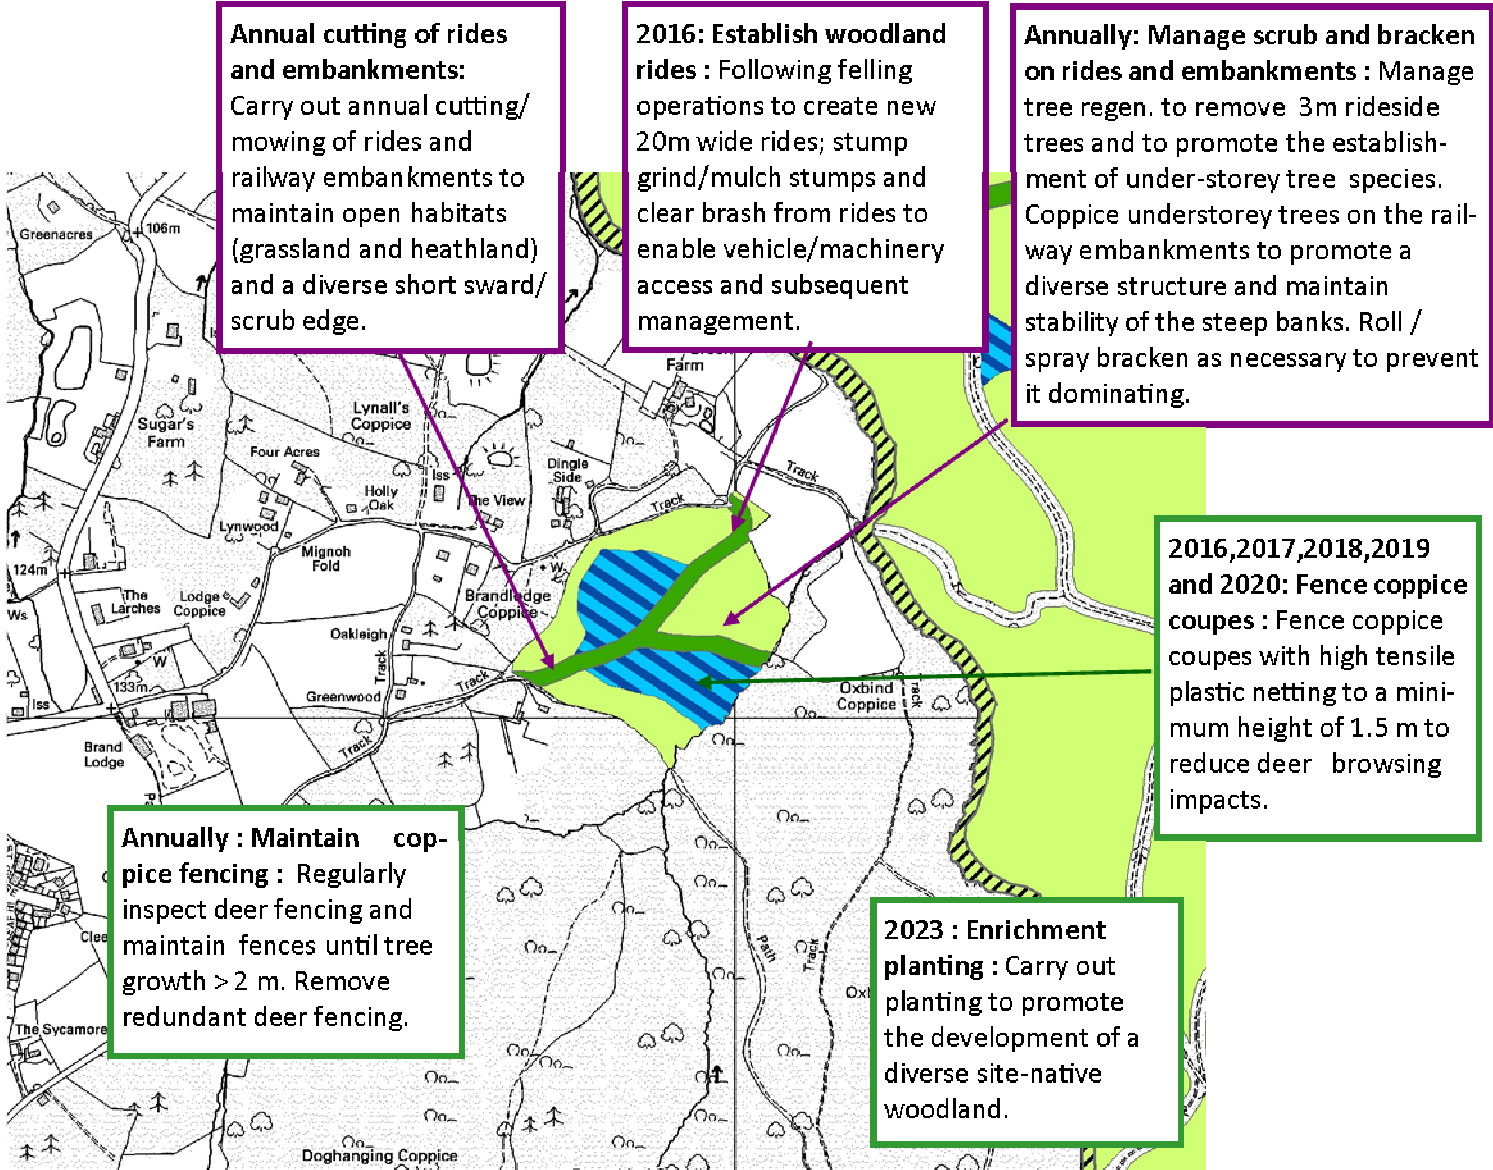 Annual cutting of rides
and embankments:
Carry out annual cutting/
mowing of rides and
railway embankments to
maintain open habitats
(grassland and heathland)
and a diverse short sward/
scrub edge.
2016: Establish woodland
rides : Following felling
operations to create new
20m wide rides; stump
grind/mulch stumps and
clear brash from rides to
enable vehicle/machinery
access and subsequent
management.
Annually: Manage scrub and bracken
on rides and embankments : Manage
tree regen. to remove 3m rideside
trees and to promote the establish-
ment of under-storey tree species.
Coppice understorey trees on the rail-
way embankments to promote a
diverse structure and maintain
stability of the steep banks. Roll /
spray bracken as necessary to prevent
it dominating.
Greenacres
106m
Farm
Lynall's
Coppice
Sugar's
Farm
Four Acres
Iss
Dingle
Side
Track
The View
Holly
Oak
Track
Lynwood
Mignoh
Fold
124m
W
The
Larches
Lodge
Coppice
Brandledge
Coppice
Ws
Oakleigh
W
Track
133m
Greenwood
Track
Iss
Oxbind
Coppice
Track
Brand
Lodge
Track
2016,2017,2018,2019
and 2020: Fence coppice
coupes : Fence coppice
coupes with high tensile
plastic netting to a mini-
mum height of 1.5 m to
reduce deer browsing
impacts.
Annually : Maintain cop-
pice fencing : Regularly
inspect deer fencing and
maintain fences until tree
growth > 2 m. Remove
redundant deer fencing.
2023 : Enrichment
planting : Carry out
planting to promote
the development of a
diverse site-native
woodland.
Clee
Path
Track
Oxt
The Sycamore
Doghanging Coppice